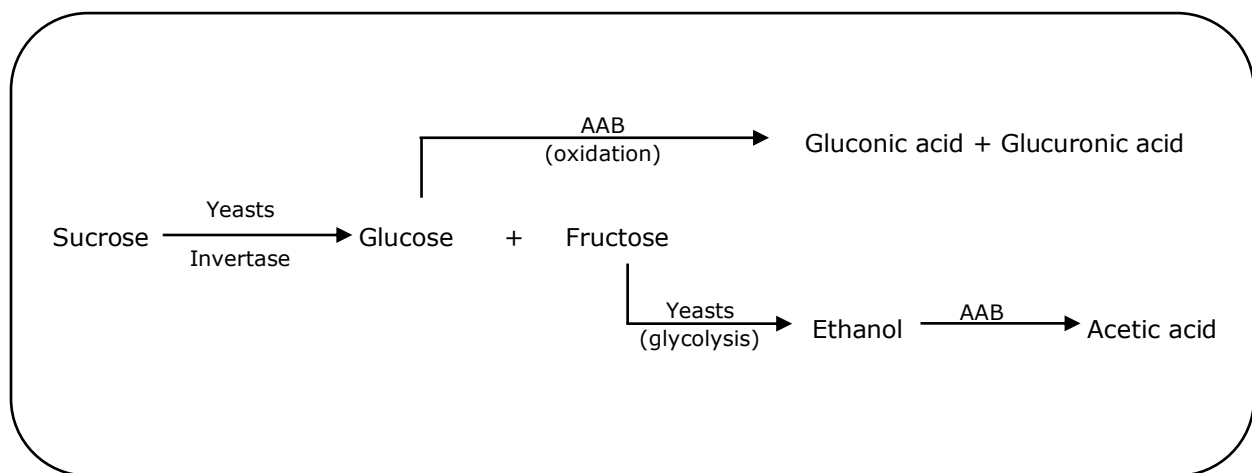 AAB
(oxidation)
Gluconic acid + Glucuronic acid
Yeasts
Sucrose
Invertase
Glucose + Fructose
Yeasts
(glycolysis)
Ethanol
AAB
Acetic acid